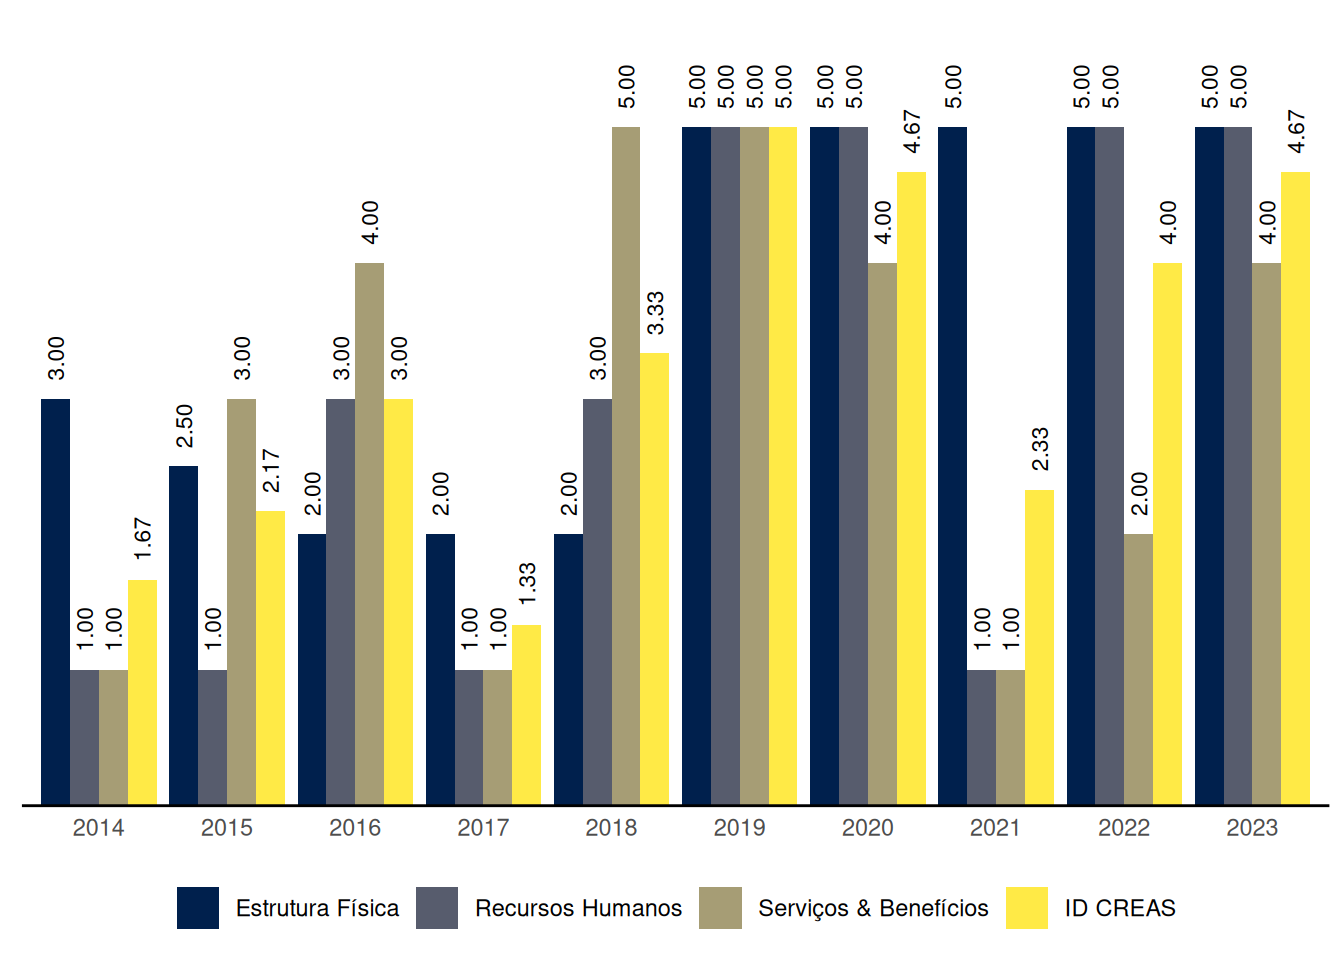 5.00 5.00 5.00 5.00 5.00 5.00 5.00 5.00 5.00 5.00 5.00 5.00
4.67 4.67
4.00 4.00 4.00 4.00
3.00 3.00 3.00 3.00 3.00 3.33
2.50 2.17 2.33
2.00 2.00 2.00 2.00
1.67 1.33
1.00 1.00 1.00 1.00 1.00 1.00 1.00
2014 2015 2016 2017 2018 2019 2020 2021 2022 2023
Estrutura Física Recursos Humanos Serviços & Benefícios ID CREAS